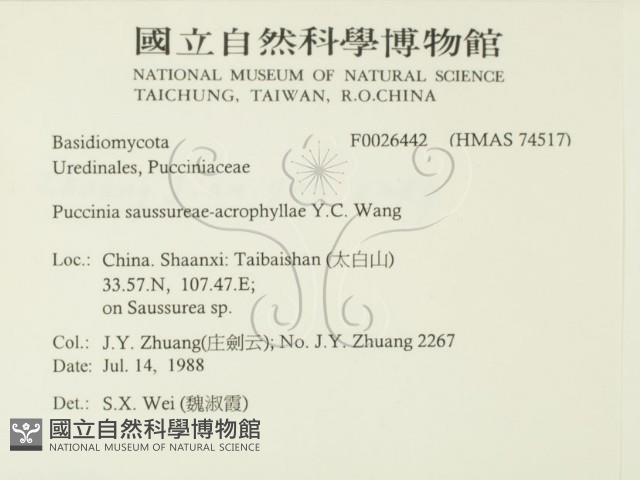 國立自然科學博物館
NATIONAL MUSEUM OF NATURAL SCIENCE
TAICHUNG, TAIWAN, R.O.CHINA
Basidiomycota F0026442 (HMAS 74517)
Uredinales, Pucciniaceae
Puccinia saussureae-acrophyllae Y.C. Wang
Loc.: China. Shaanxi: Taibaishan (太白山)
33.57.N, 107.47.E;
on Saussurea sp.
Col.: J.Y. Zhuang(庄劍云); No. J.Y. Zhuang 2267
Date: Jul. 14, 1988
Det.: S.X. Wei (魏淑霞)
國立自然科學博物館
NATIONAL MUSEUM OF NATURAL SCIENCE